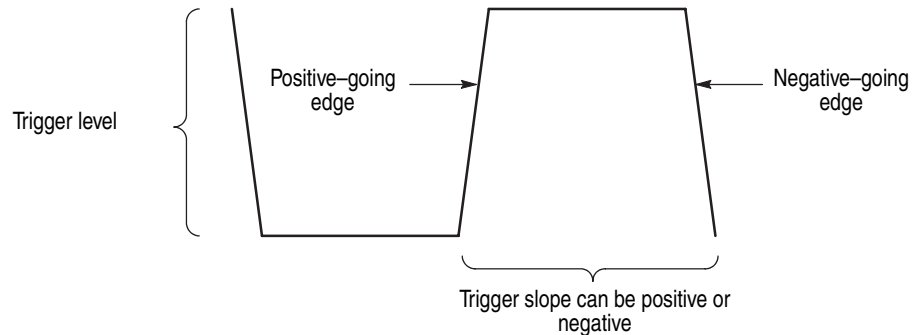 Positive–going
edge
Negative–going
edge
Trigger level
Trigger slope can be positive or
negative